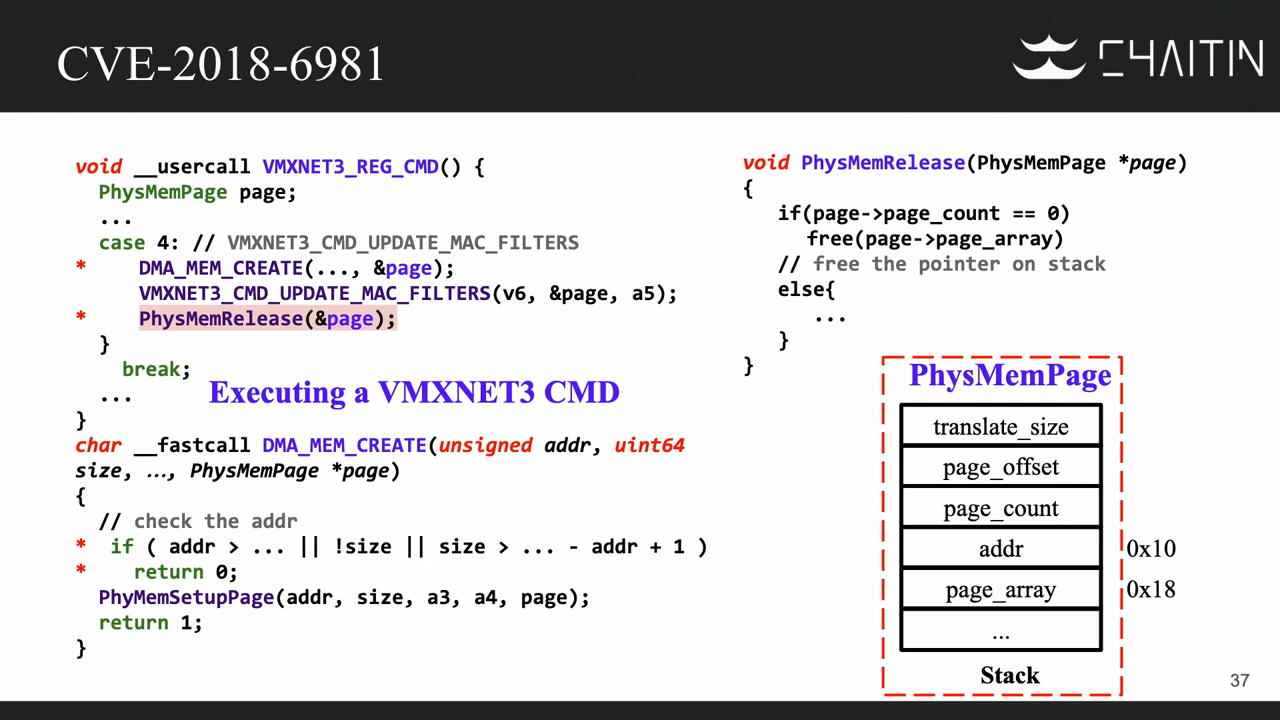 CVE-2018-6981
CHAITIN
void __usercall VMXNET3_REG_CMD() {
PhysMemPage page;
...
case 4: // VMXNET3_CMD_UPDATE_MAC_FILTERS
* DMA_MEM_CREATE(..., &page);
VMXNET3_CMD_UPDATE_MAC_FILTERS(v6, &page, a5);
* PhysMemRelease(&page);
}
break;
...
}
Executing a VMXNET3 CMD
char __fastcall DMA_MEM_CREATE(unsigned addr, uint64
size, ..., PhysMemPage *page)
{
// check the addr
* if ( addr > ... || !size || size > ... - addr + 1 )
* return 0;
PhyMemSetupPage(addr, size, a3, a4, page);
return 1;
}
void PhysMemRelease(PhysMemPage *page)
{
if(page->page_count == 0)
free(page->page_array)
// free the pointer on stack
else{
...
}
}
PhysMemPage
translate_size
page_offset
page_count
addr 0x10
page_array 0x18
...
Stack
37